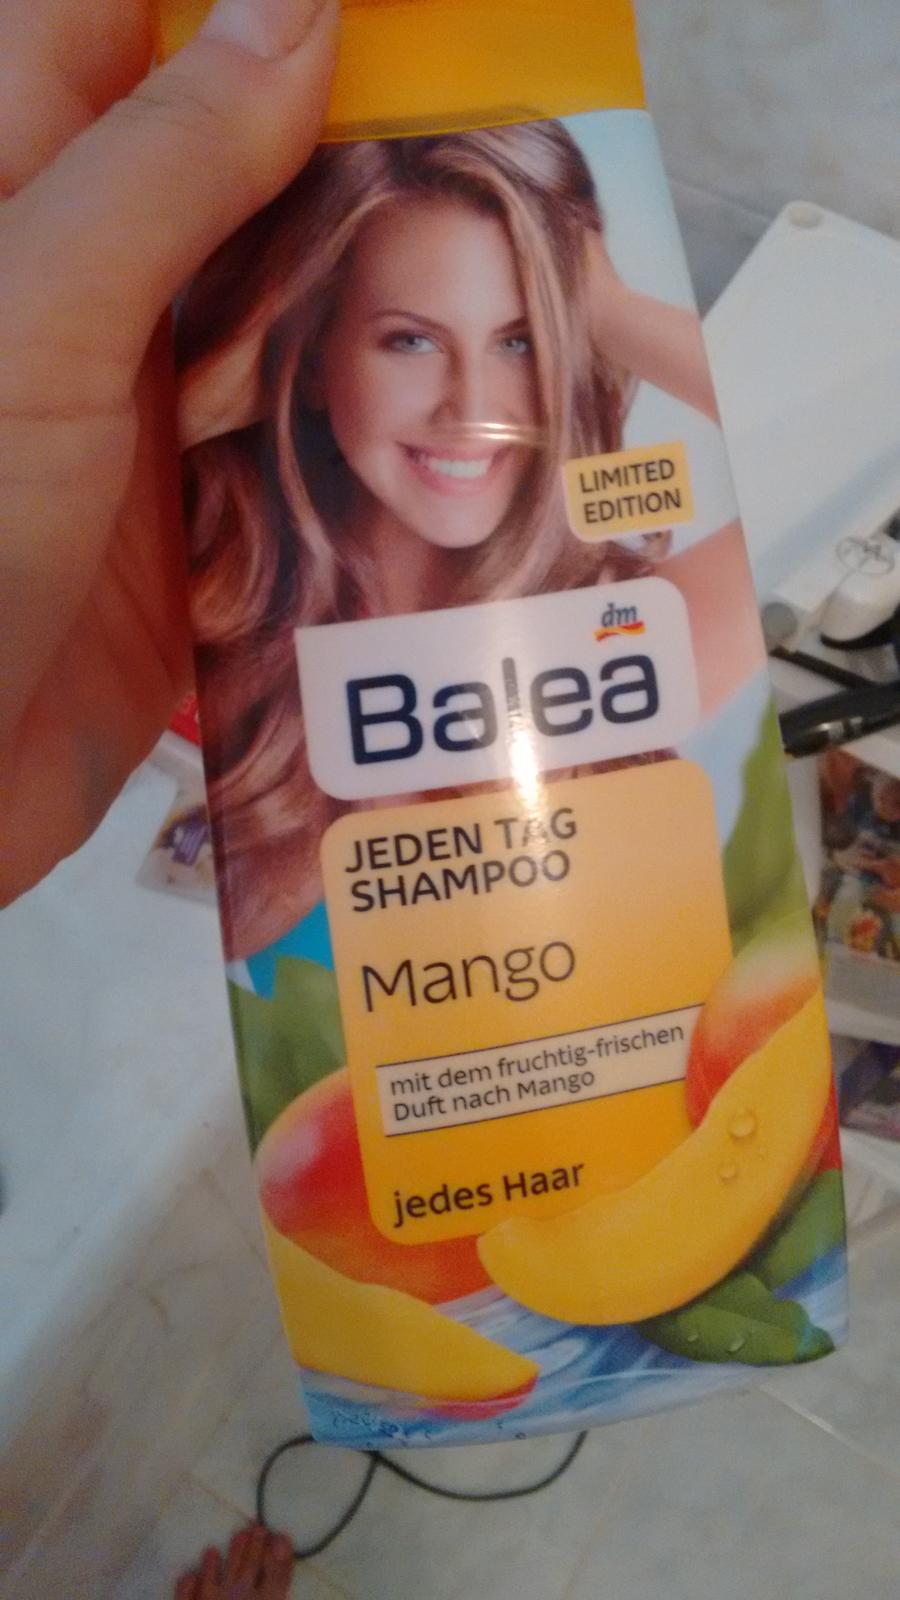 LIMITED
EDITION
dm
Balea
JEDEN TAG
SHAMPOO
Mango
mit dem fruchtig-frischen
Duft nach Mango
jedes Haar